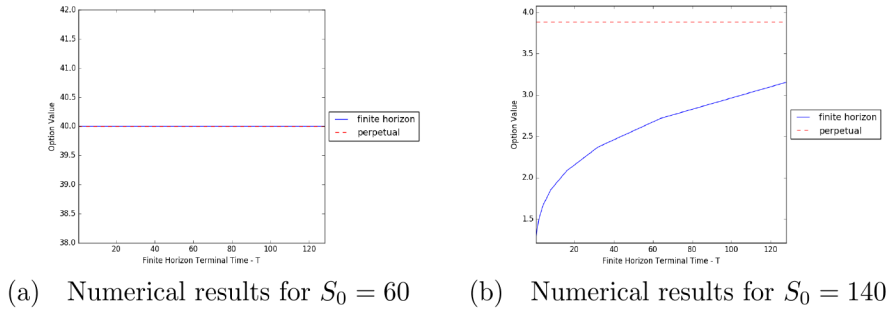 42.0
41.5
41.0
40.5
40.0
39.5
39.0
38.5
38.0
Option Value
20 40 60 80 100 120
Finite Horizon Terminal Time - T
finite horizon
perpetual
4.0
3.5
3.0
2.5
2.0
1.5
Option Value
20 40 60 80 100 120
Finite Horizon Terminal Time - T
finite horizon
perpetual
(a) Numerical results for $S_0 = 60$
(b) Numerical results for $S_0 = 140$